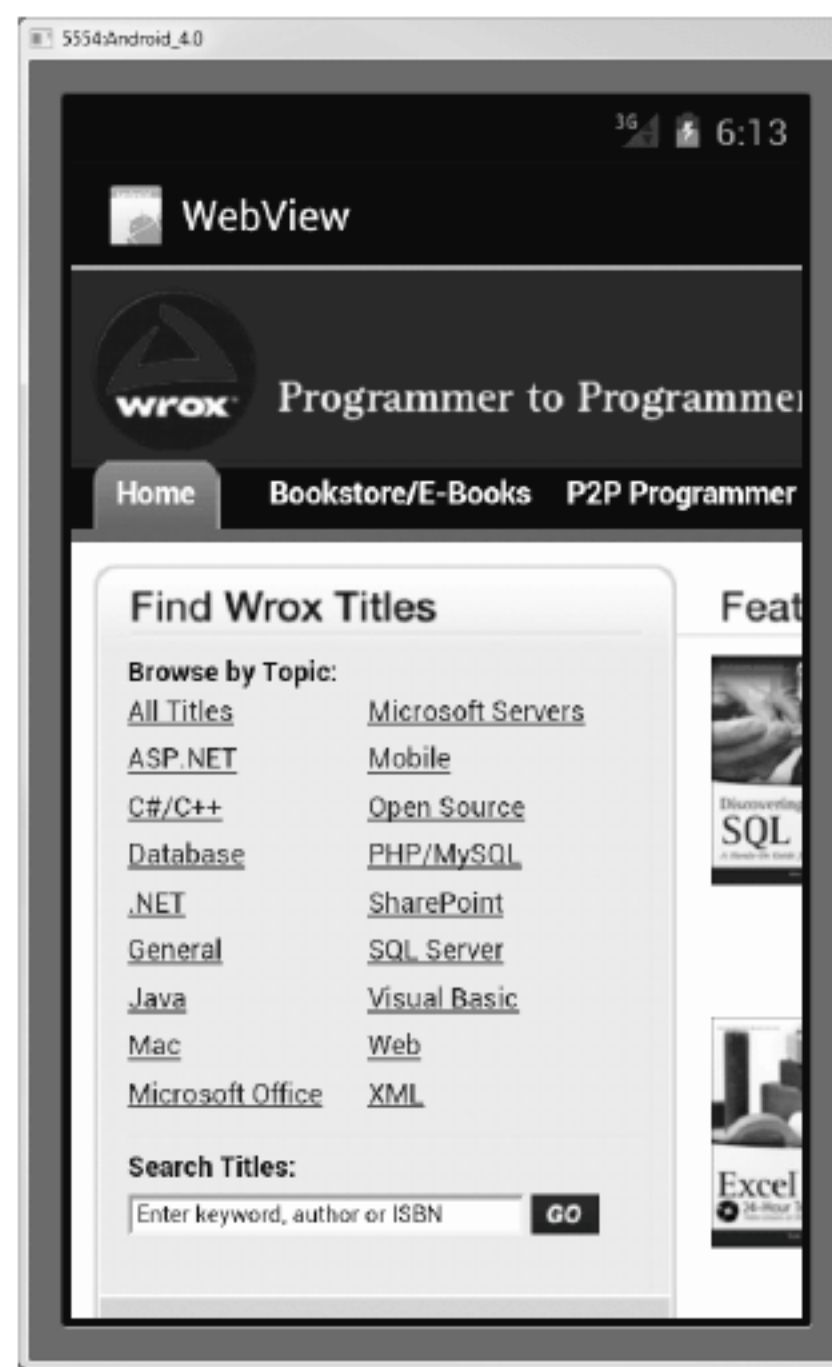 5554:Android_4.0
3G 6:13
WebView
wrox Programmer to Programmer
Home Bookstore/E-Books P2P Programmer
Find Wrox Titles
Feat
Browse by Topic:
All Titles Microsoft Servers
ASP.NET Mobile
C#/C++ Open Source
Database PHP/MySQL
.NET SharePoint
General SQL Server
Java Visual Basic
Mac Web
Microsoft Office XML
Discovering
SQL
Search Titles:
Enter keyword, author or ISBN GO
Excel
24-Hour